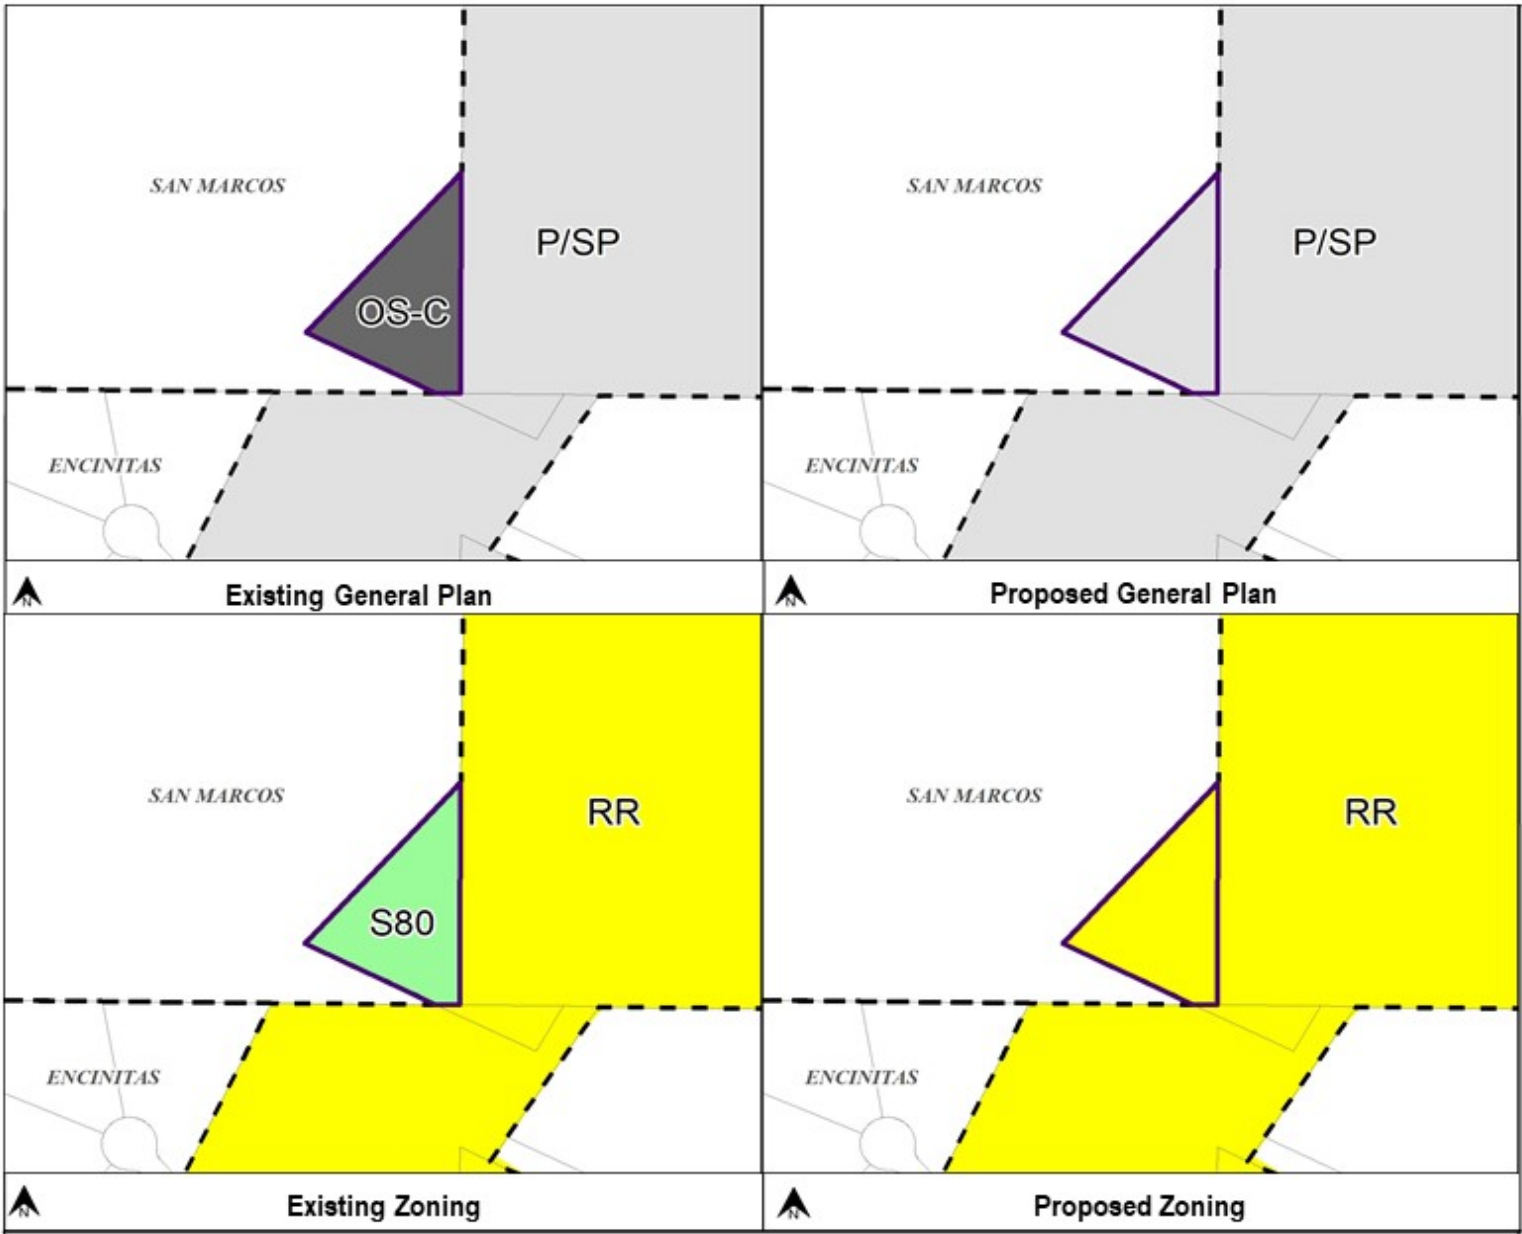 SAN MARCOS
P/SP
OS-C
ENCINITAS
N
Existing General Plan
SAN MARCOS
P/SP
ENCINITAS
N
Proposed General Plan
SAN MARCOS
RR
S80
ENCINITAS
N
Existing Zoning
SAN MARCOS
RR
ENCINITAS
N
Proposed Zoning